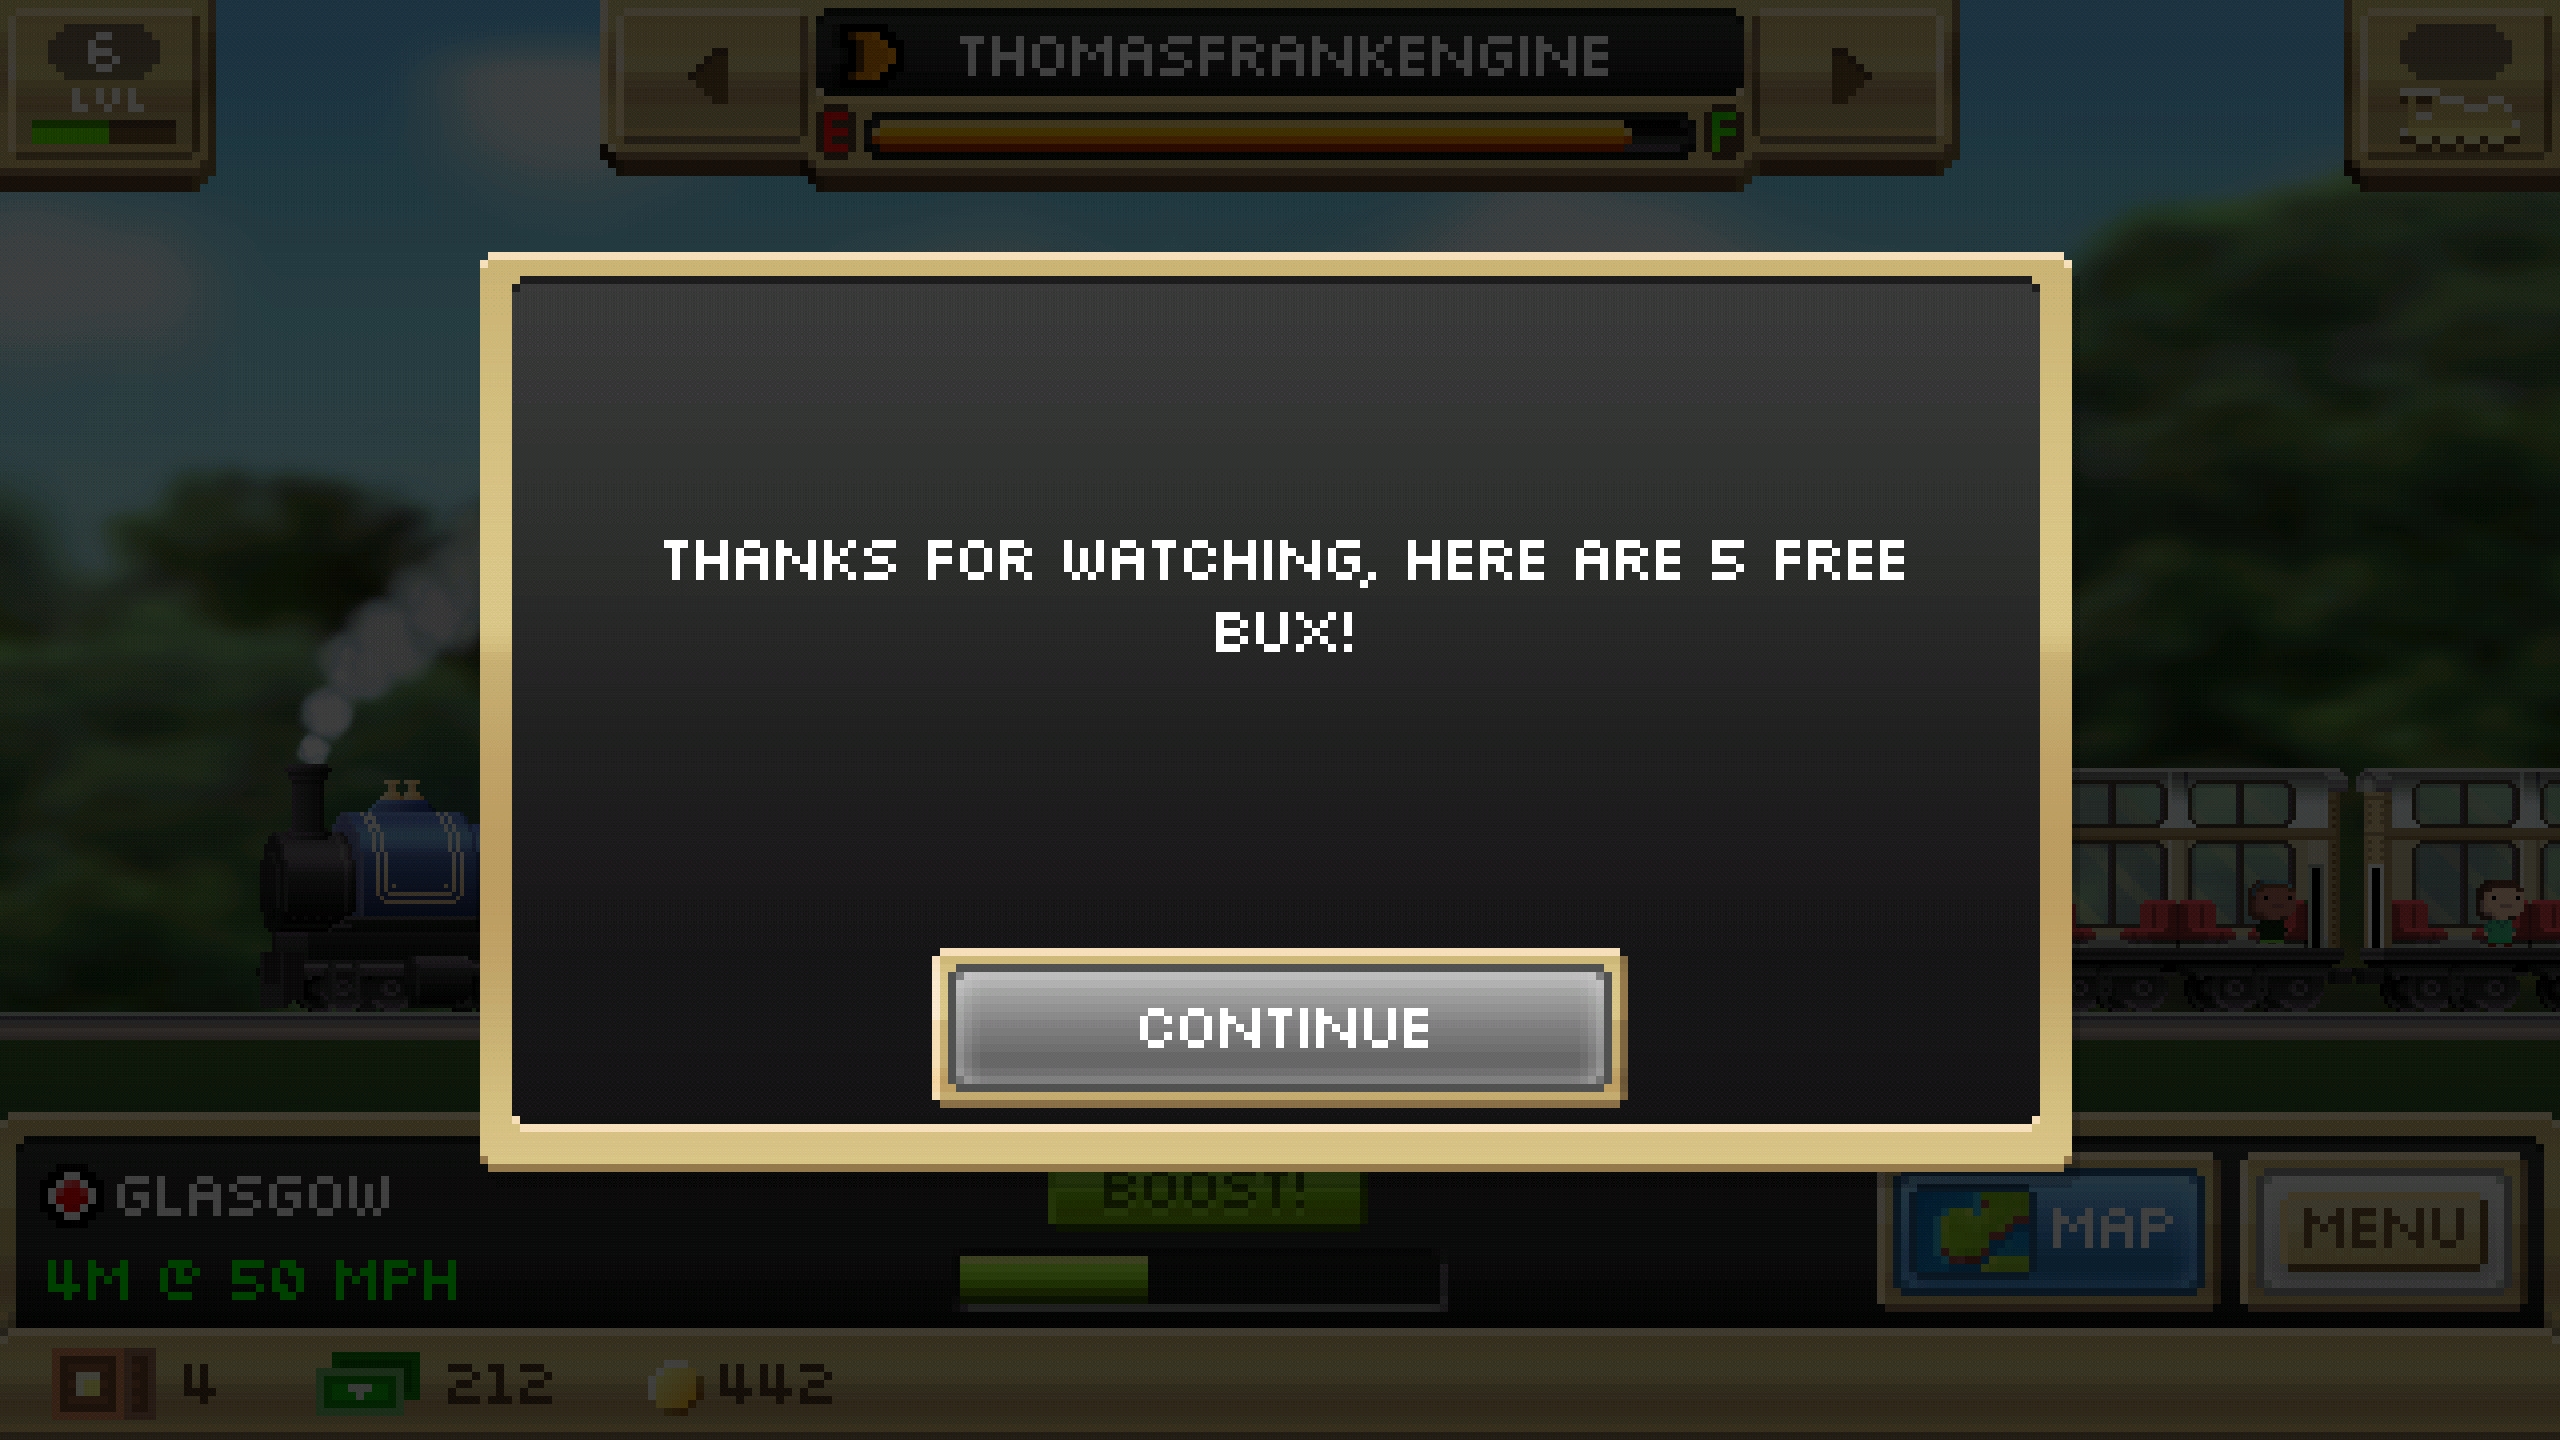 6
LVL
THOMASFRANKENGINE
E
F
THANKS FOR WATCHING, HERE ARE 5 FREE
BUX!
CONTINUE
GLASGOW
BOOST!
4M @ 50 MPH
MAP
MENU
4
212
442